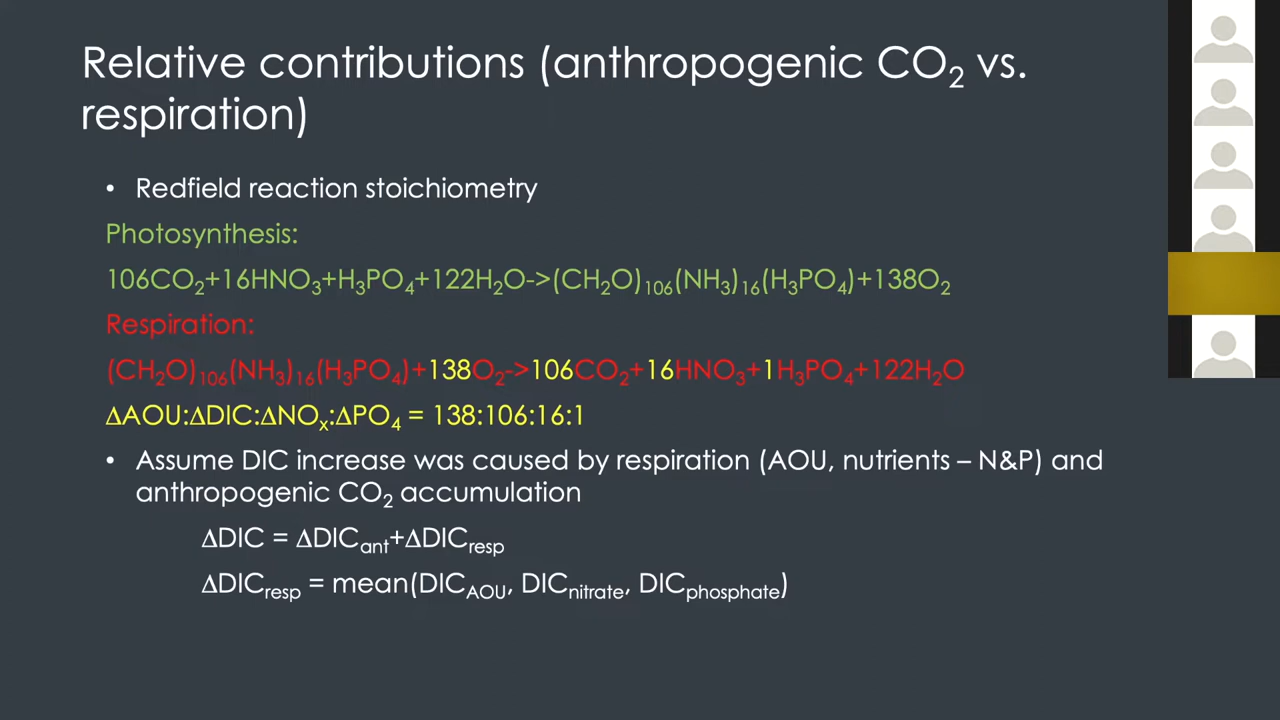 Relative contributions (anthropogenic CO₂ vs.
respiration)
• Redfield reaction stoichiometry
Photosynthesis:
106CO₂+16HNO₃+H₃PO₄+122H₂O->(CH₂O)₁₀₆(NH₃)₁₆(H₃PO₄)+138O₂
Respiration:
(CH₂O)₁₀₆(NH₃)₁₆(H₃PO₄)+138O₂->106CO₂+16HNO₃+1H₃PO₄+122H₂O
ΔAOU:ΔDIC:ΔNOₓ:ΔPO₄ = 138:106:16:1
• Assume DIC increase was caused by respiration (AOU, nutrients – N&P) and
anthropogenic CO₂ accumulation
ΔDIC = ΔDICant+ΔDICresp
ΔDICresp = mean(DICAOU, DICnitrate, DICphosphate)